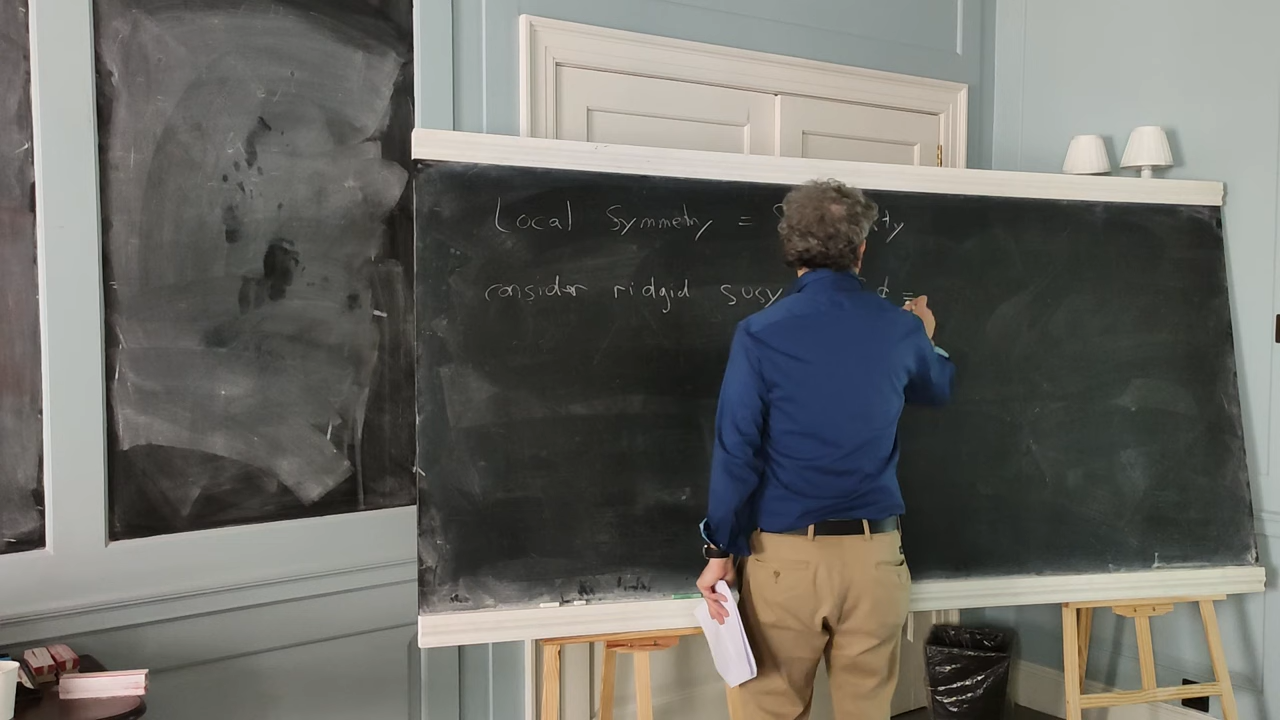 Local Symmetry =
consider ridgid susy ϕ =